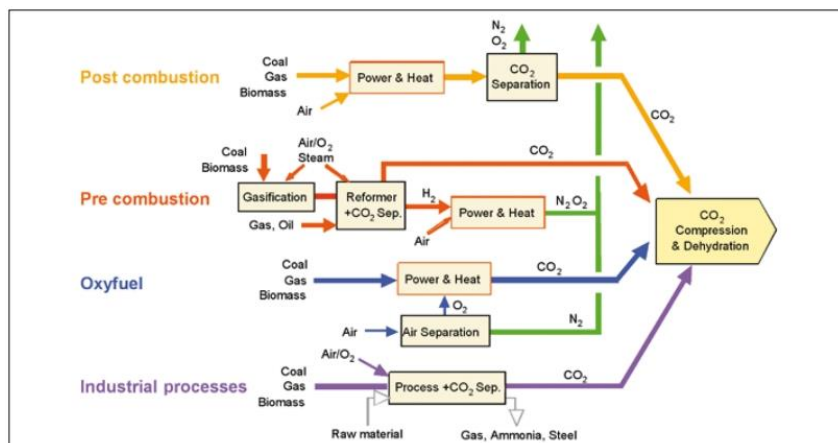 N₂
O₂
Post combustion
Coal
Gas
Biomass
Air
Power & Heat
CO₂
Separation
CO₂
Pre combustion
Coal
Biomass
Air/O₂
Steam
Gasification
Gas, Oil
Reformer
+CO₂ Sep.
CO₂
H₂
Air
Power & Heat
N₂ O₂
CO₂
Compression
& Dehydration
Oxyfuel
Coal
Gas
Biomass
Power & Heat
CO₂
O₂
Air
Air Separation
N₂
Industrial processes
Air/O₂
Coal
Gas
Biomass
Process +CO₂ Sep.
CO₂
Raw material
Gas, Ammonia, Steel